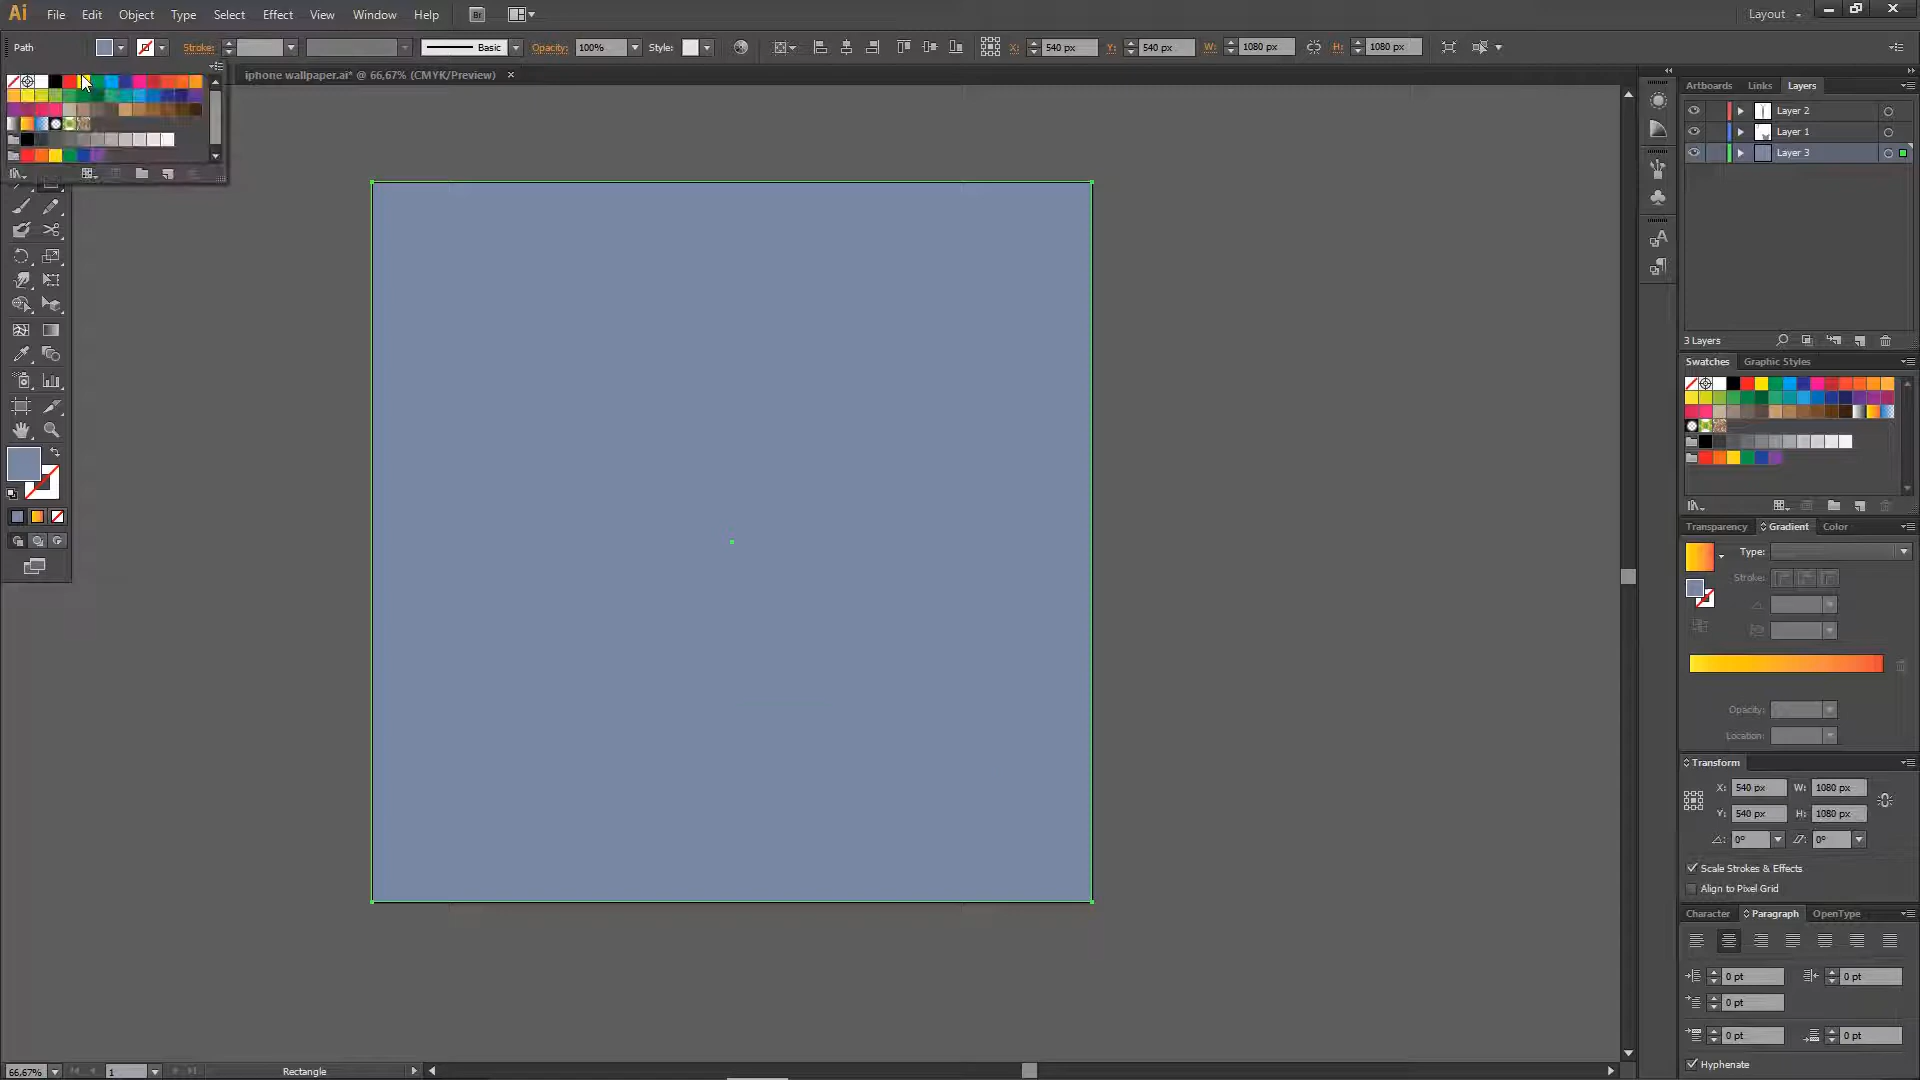 Ai File Edit Object Type Select Effect View Window Help Br Layout
Path Stroke: Basic Opacity: 100% Style: X: 540 px Y: 540 px W: 1080 px H: 1080 px
iphone wallpaper.ai* @ 66,67% (CMYK/Preview)
Artboards Links Layers
Layer 2
Layer 1
Layer 3
3 Layers
Swatches Graphic Styles
Transparency Gradient Color
Type:
Stroke:
Opacity:
Location:
Transform
X: 540 px W: 1080 px
Y: 540 px H: 1080 px
0° 0°
Scale Strokes & Effects
Align to Pixel Grid
Character Paragraph OpenType
0 pt 0 pt
0 pt
0 pt 0 pt
Hyphenate
66,67% 1 Rectangle